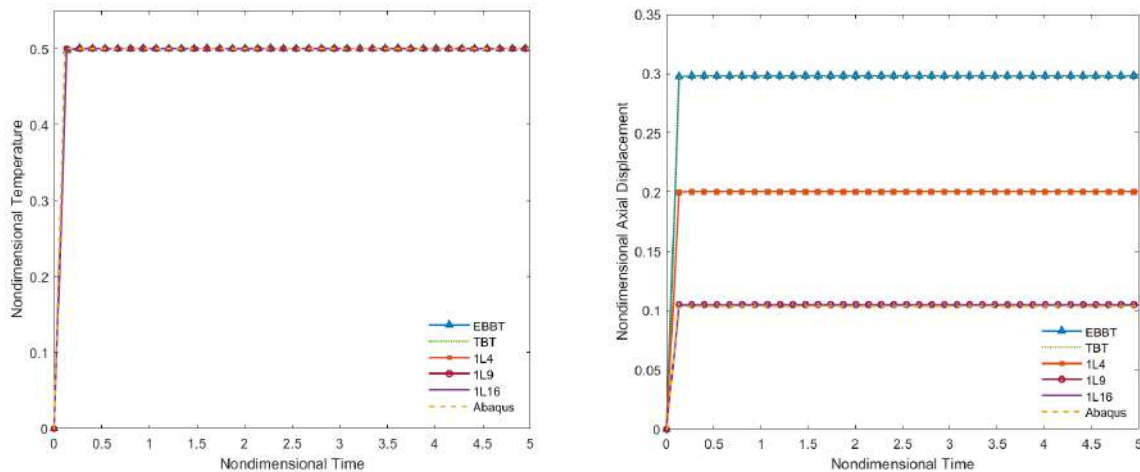 Nondimensional Temperature
0.5
0.4
0.3
0.2
0.1
0
0 0.5 1 1.5 2 2.5 3 3.5 4 4.5 5
Nondimensional Time
EBBT
TBT
1L4
1L9
1L16
Abaqus
Nondimensional Axial Displacement
0.35
0.3
0.25
0.2
0.15
0.1
0.05
0
0 0.5 1 1.5 2 2.5 3 3.5 4 4.5 5
Nondimensional Time
EBBT
TBT
1L4
1L9
1L16
Abaqus